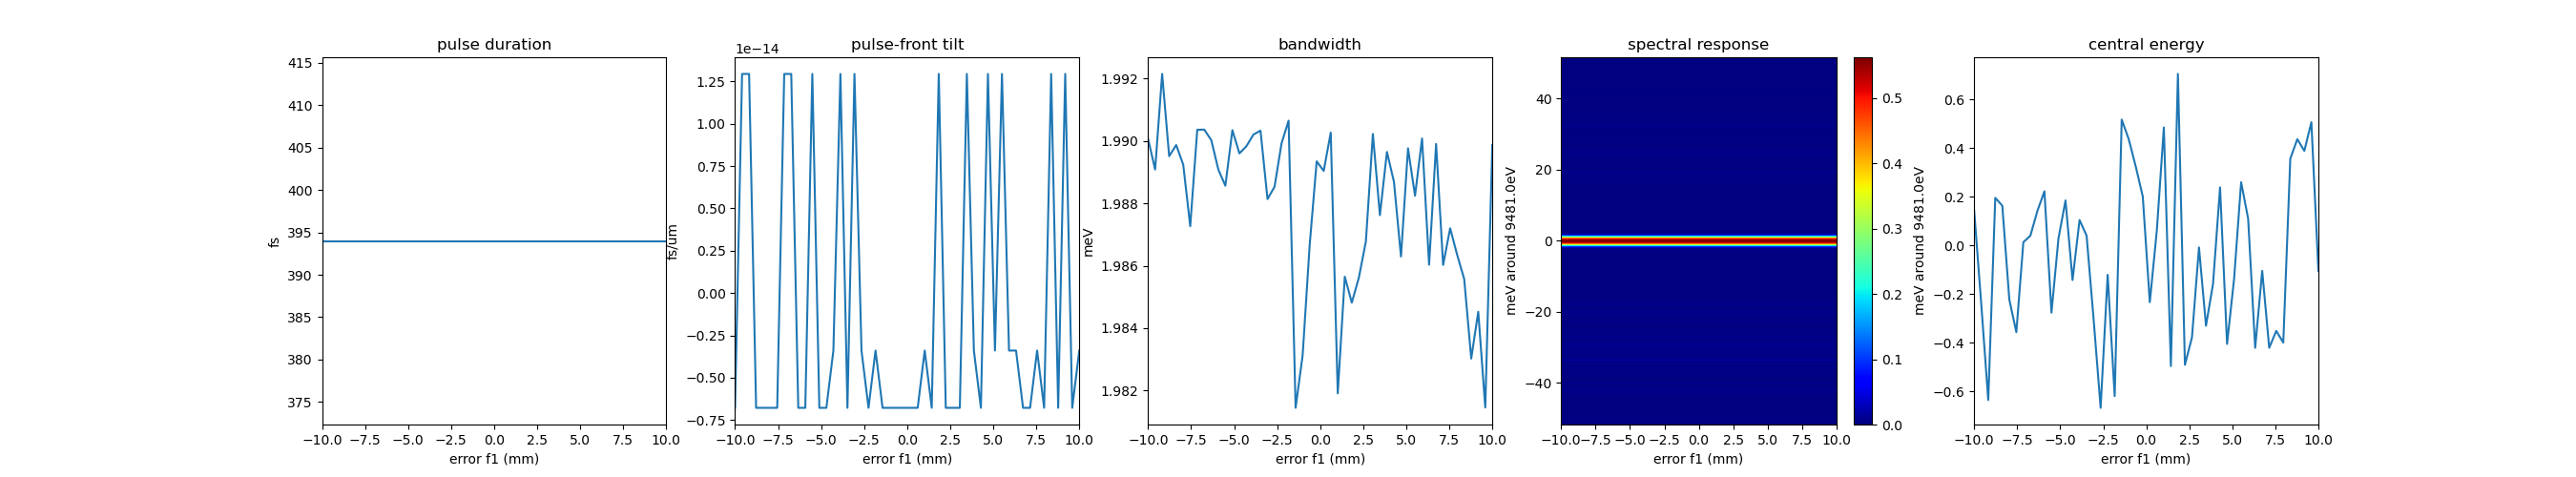 pulse duration
415
410
405
400
395
390
385
380
375
fs
−10.0 −7.5 −5.0 −2.5 0.0 2.5 5.0 7.5 10.0
error f1 (mm)
pulse-front tilt
1e−14
1.25
1.00
0.75
0.50
0.25
0.00
−0.25
−0.50
−0.75
fs/um
−10.0 −7.5 −5.0 −2.5 0.0 2.5 5.0 7.5 10.0
error f1 (mm)
bandwidth
1.992
1.990
1.988
1.986
1.984
1.982
meV
−10.0 −7.5 −5.0 −2.5 0.0 2.5 5.0 7.5 10.0
error f1 (mm)
spectral response
40
20
0
−20
−40
meV around 9481.0eV
−10.0 −7.5 −5.0 −2.5 0.0 2.5 5.0 7.5 10.0
error f1 (mm)
0.5
0.4
0.3
0.2
0.1
0.0
central energy
0.6
0.4
0.2
0.0
−0.2
−0.4
−0.6
meV around 9481.0eV
−10.0 −7.5 −5.0 −2.5 0.0 2.5 5.0 7.5 10.0
error f1 (mm)